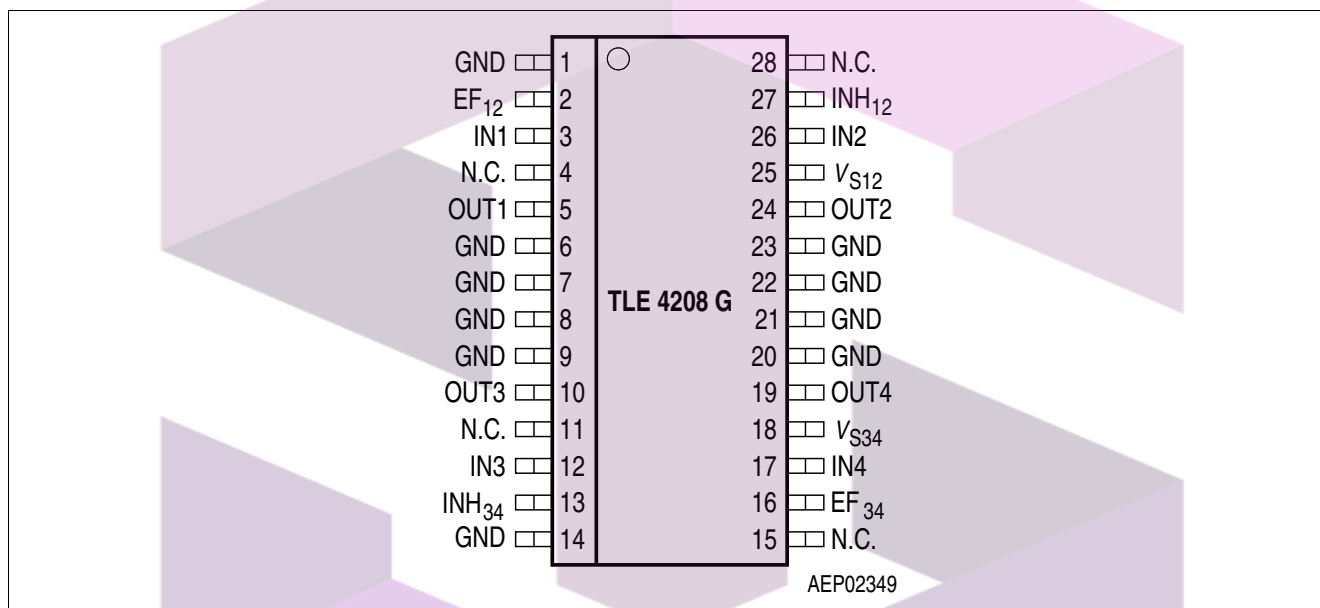 GND 1 28 N.C.
EF12 2 27 INH12
IN1 3 26 IN2
N.C. 4 25 VS12
OUT1 5 24 OUT2
GND 6 23 GND
GND 7 22 GND
TLE 4208 G
GND 8 21 GND
GND 9 20 GND
OUT3 10 19 OUT4
N.C. 11 18 VS34
IN3 12 17 IN4
INH34 13 16 EF 34
GND 14 15 N.C.
AEP02349